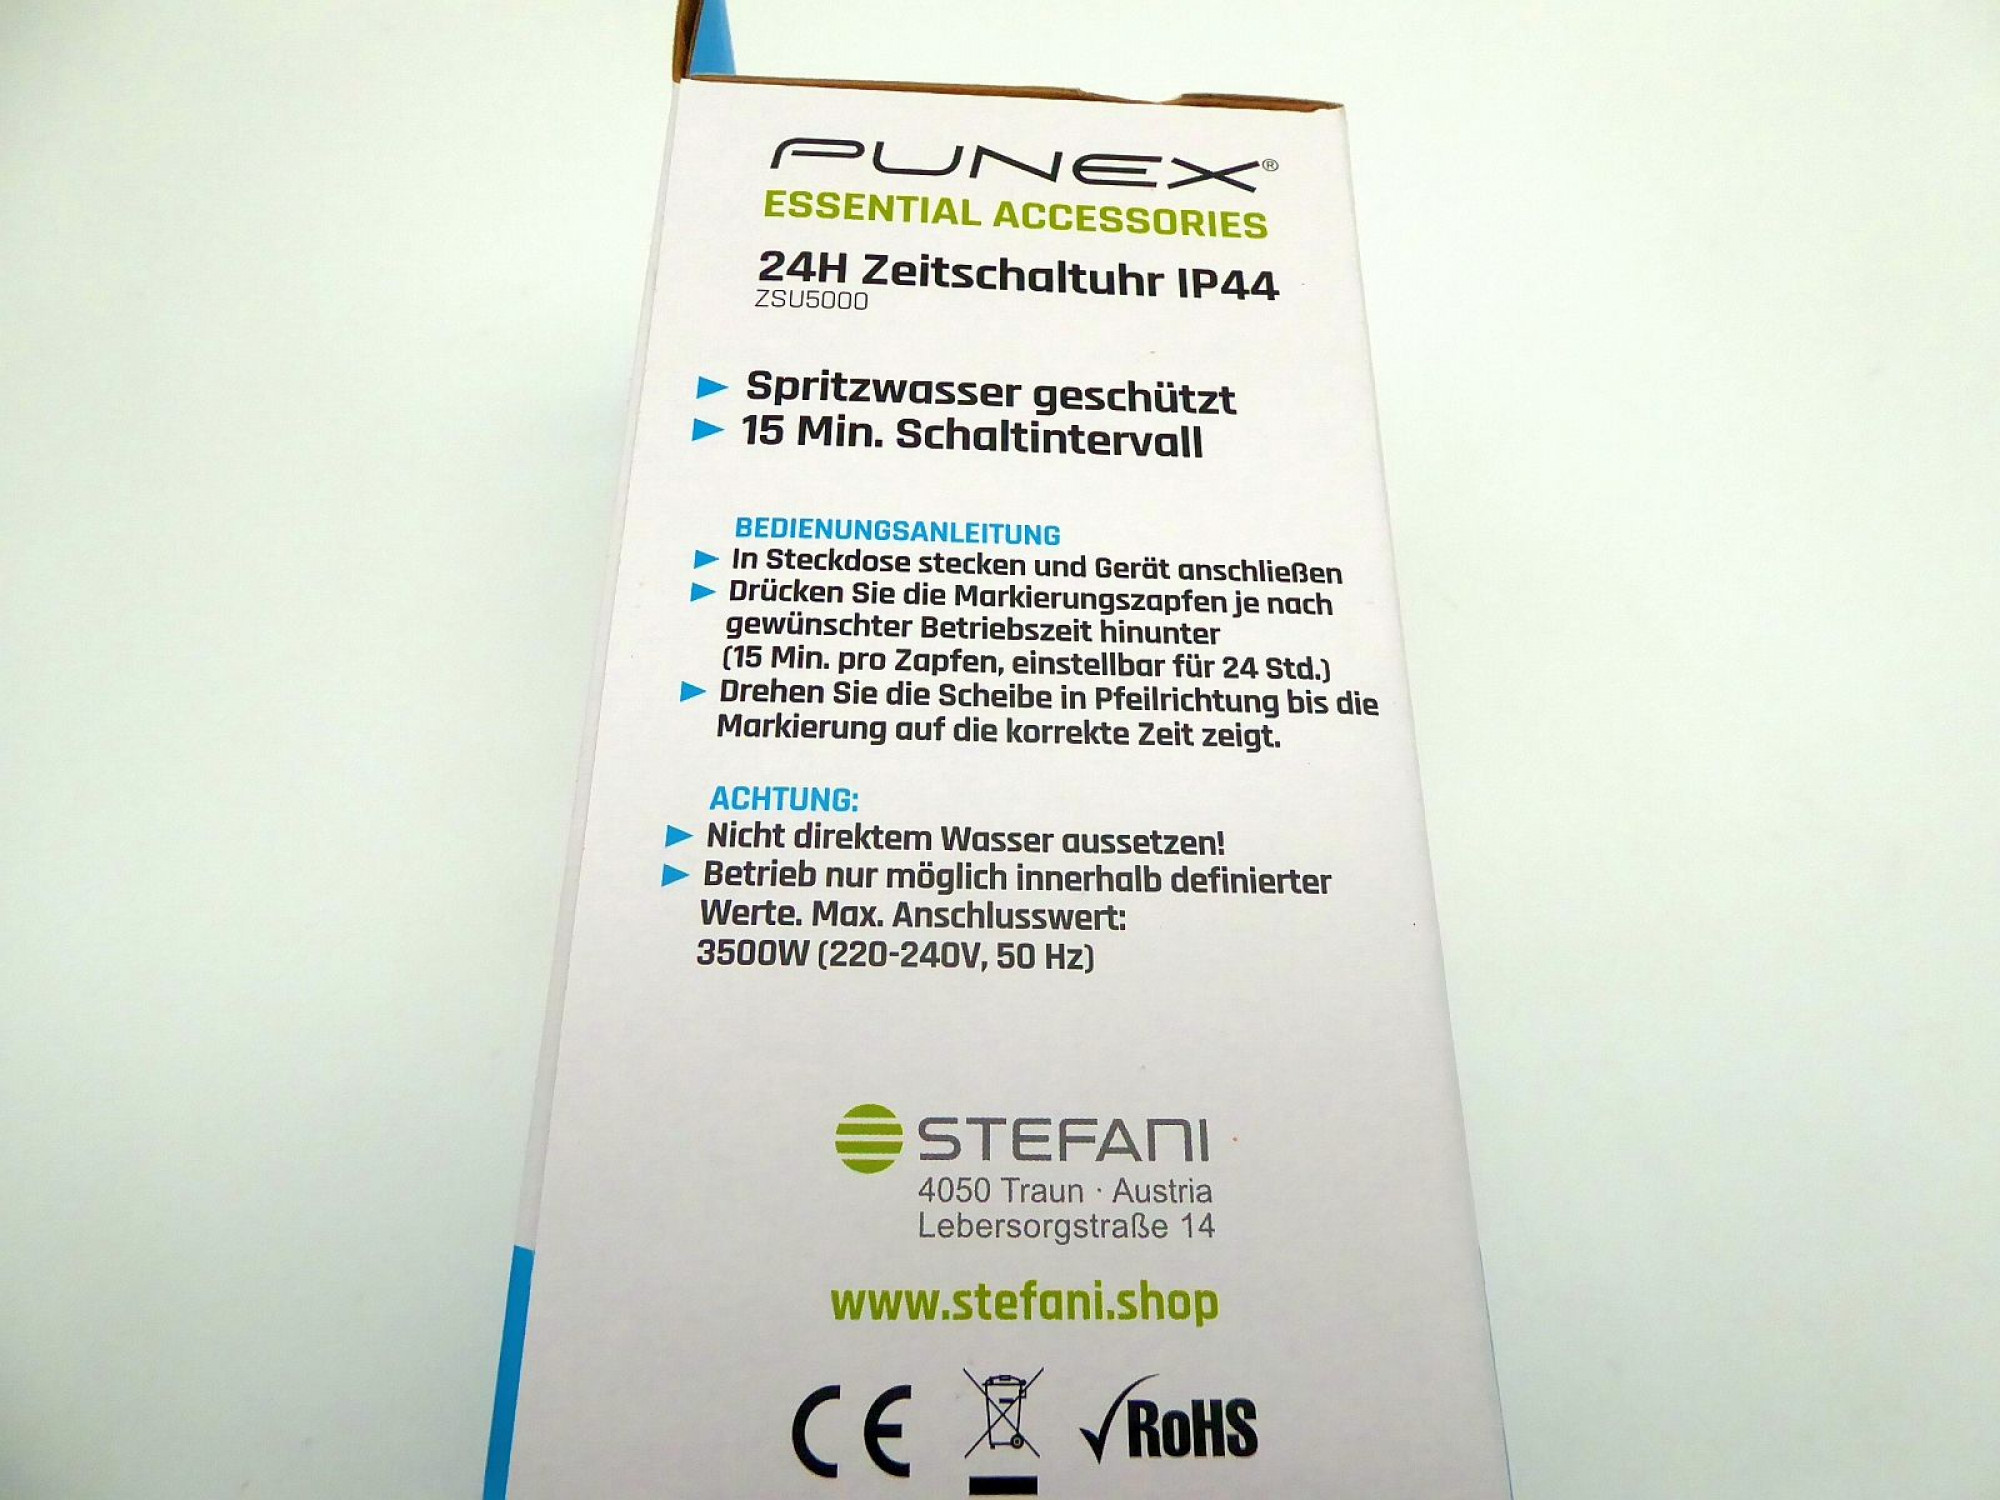 PUNEX®
ESSENTIAL ACCESSORIES
24H Zeitschaltuhr IP44
ZSU5000
Spritzwasser geschützt
15 Min. Schaltintervall
BEDIENUNGSANLEITUNG
In Steckdose stecken und Gerät anschließen
Drücken Sie die Markierungszapfen je nach
gewünschter Betriebszeit hinunter
(15 Min. pro Zapfen, einstellbar für 24 Std.)
Drehen Sie die Scheibe in Pfeilrichtung bis die
Markierung auf die korrekte Zeit zeigt.
ACHTUNG:
Nicht direktem Wasser aussetzen!
Betrieb nur möglich innerhalb definierter
Werte. Max. Anschlusswert:
3500W (220-240V, 50 Hz)
STEFANI
4050 Traun · Austria
Lebersorgstraße 14
www.stefani.shop
CE RoHS